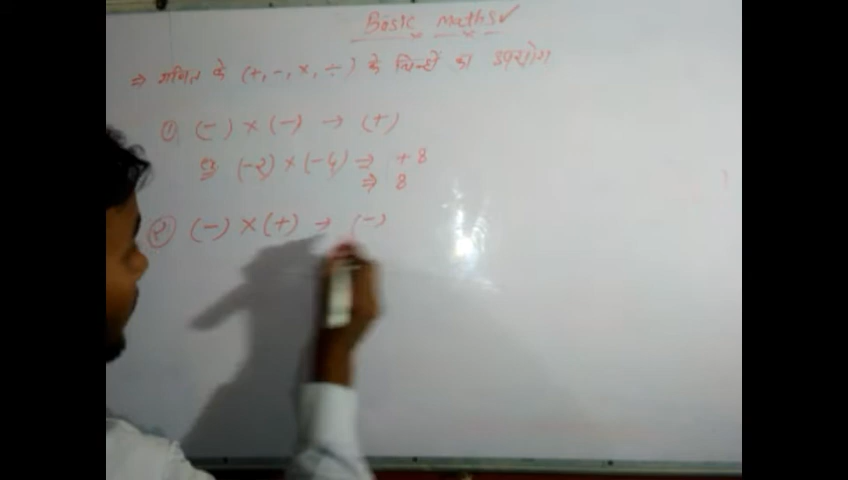 Basic Maths✓
⇒ गणित के (+, -, ×, ÷) के चिन्हों का उपयोग
① (-) × (-) → (+)
(-2) × (-4) ⇒ +8
⇒ 8
② (-) × (+) → (-)